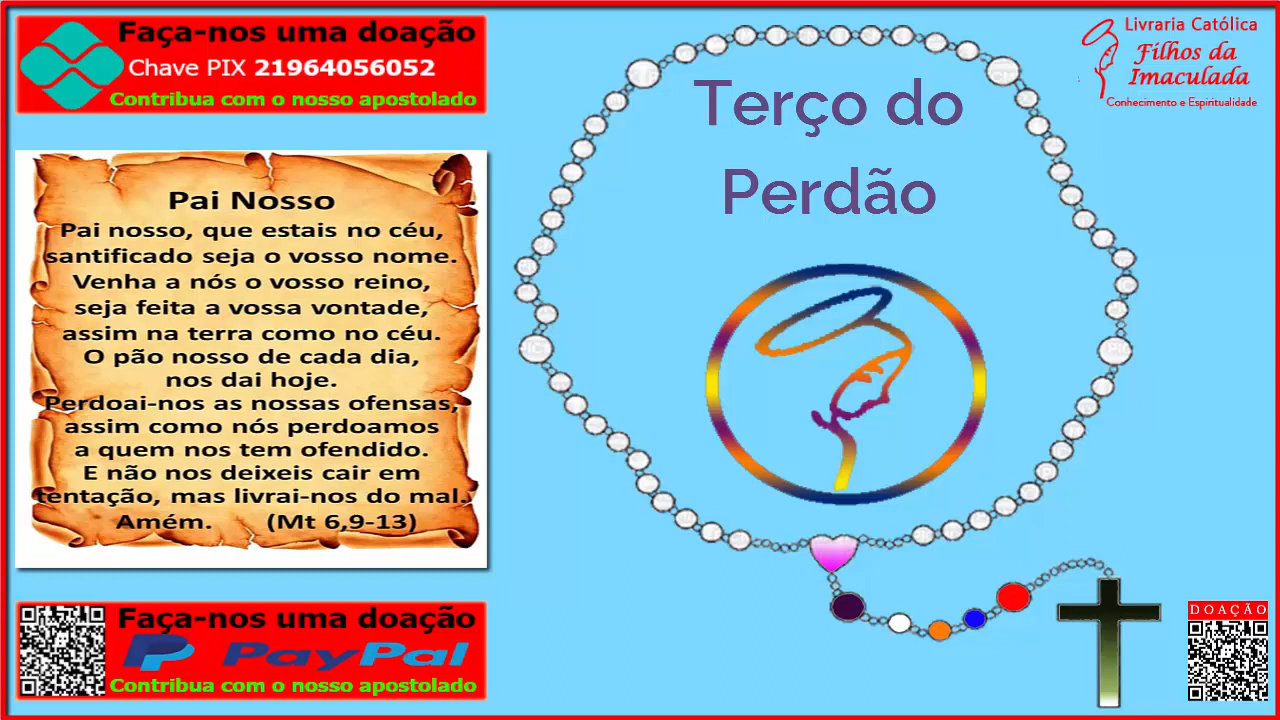 Faça-nos uma doação
Chave PIX 21964056052
Contribua com o nosso apostolado
Pai Nosso
Pai nosso, que estais no céu,
santificado seja o vosso nome.
Venha a nós o vosso reino,
seja feita a vossa vontade,
assim na terra como no céu.
O pão nosso de cada dia,
nos dai hoje.
Perdoai-nos as nossas ofensas,
assim como nós perdoamos
a quem nos tem ofendido.
E não nos deixeis cair em
tentação, mas livrai-nos do mal.
Amém. (Mt 6,9-13)
Faça-nos uma doação
PayPal
Contribua com o nosso apostolado
Terço do
Perdão
Livraria Católica
Filhos da
Imaculada
Conhecimento e Espiritualidade
DOAÇÃO